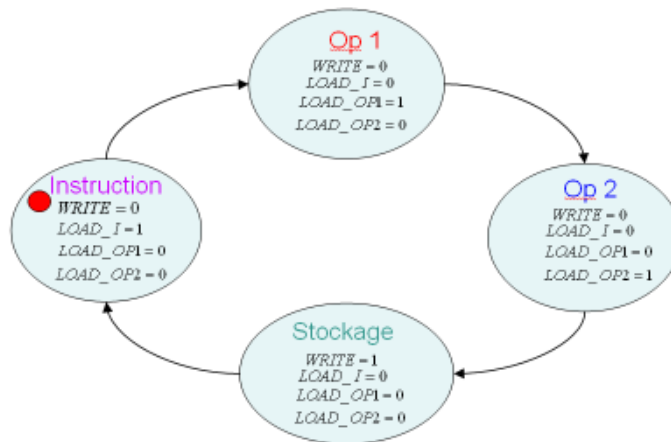 Op 1
WRITE = 0
LOAD_I = 0
LOAD_OP1 = 1
LOAD_OP2 = 0
Instruction
WRITE = 0
LOAD_I = 1
LOAD_OP1 = 0
LOAD_OP2 = 0
Op 2
WRITE = 0
LOAD_I = 0
LOAD_OP1 = 0
LOAD_OP2 = 1
Stockage
WRITE = 1
LOAD_I = 0
LOAD_OP1 = 0
LOAD_OP2 = 0